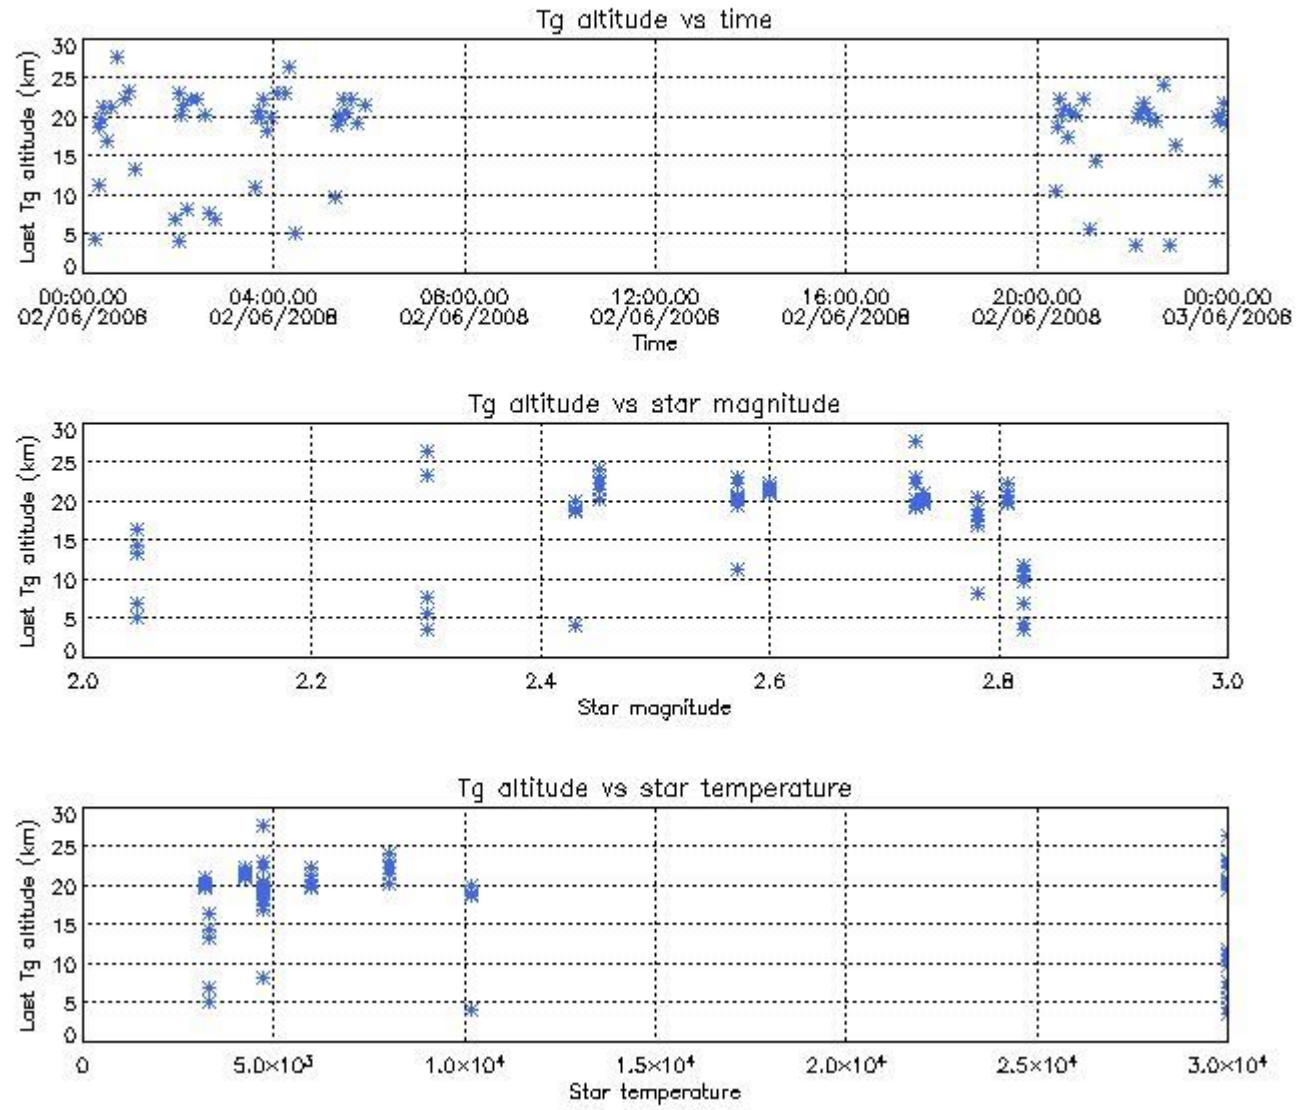 Tg altitude vs time
Last Tg altitude (km)
30
25
20
15
10
5
0
00:00.00 04:00.00 08:00.00 12:00.00 16:00.00 20:00.00 00:00.00
02/06/2008 02/06/2008 02/06/2008 02/06/2008 02/06/2008 02/06/2008 03/06/2008
Time
Tg altitude vs star magnitude
Last Tg altitude (km)
30
25
20
15
10
5
0
2.0 2.2 2.4 2.6 2.8 3.0
Star magnitude
Tg altitude vs star temperature
Last Tg altitude (km)
30
25
20
15
10
5
0
0 5.0×10³ 1.0×10⁴ 1.5×10⁴ 2.0×10⁴ 2.5×10⁴ 3.0×10⁴
Star temperature